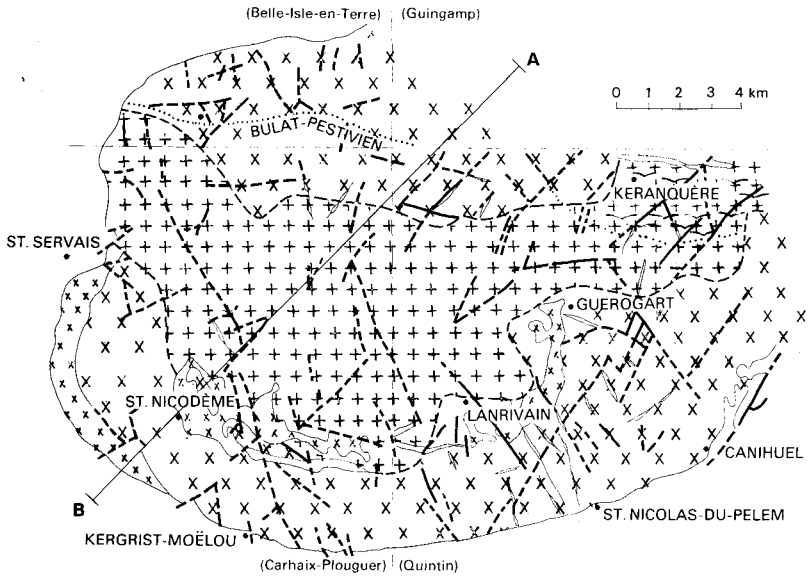 (Belle-Isle-en-Terre) (Guingamp)
A
0 1 2 3 4 km
BULAT-PESTIVIEN
KERANQUÈRE
ST. SERVAIS
GUEROGART
ST. NICODÈME
LANRIVAIN
CANIHUEL
B
ST. NICOLAS-DU-PELEM
KERGRIST-MOËLOU
(Carhaix-Plouguer) (Quintin)